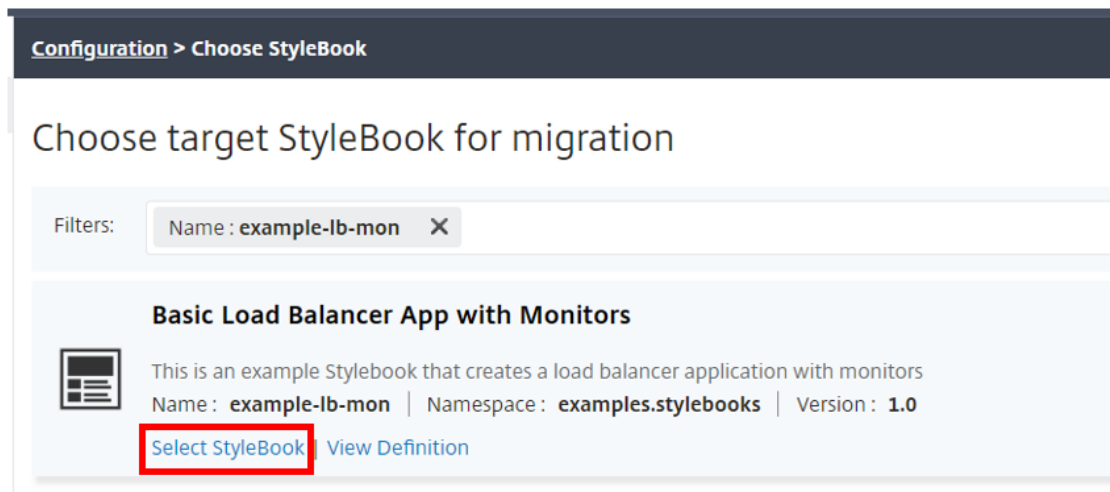 Configuration > Choose StyleBook
Choose target StyleBook for migration
Filters: Name : example-lb-mon ✕
Basic Load Balancer App with Monitors
This is an example Stylebook that creates a load balancer application with monitors
Name : example-lb-mon | Namespace : examples.stylebooks | Version : 1.0
Select StyleBook | View Definition